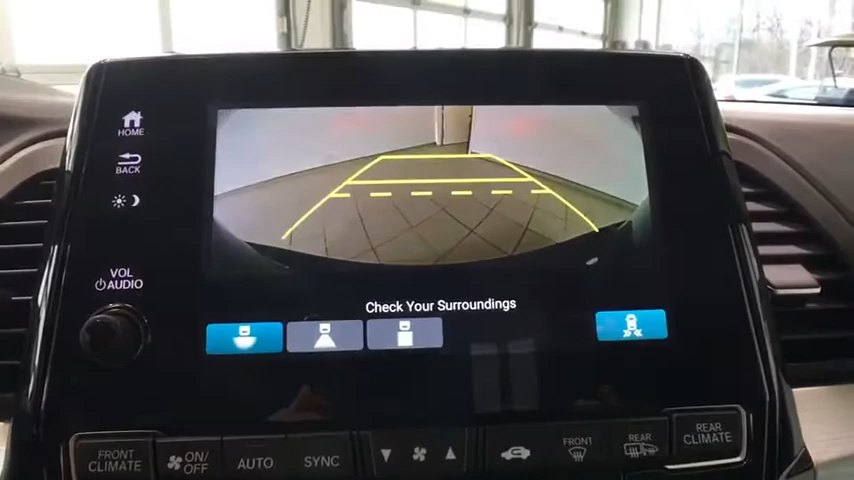 HOME
BACK
VOL
AUDIO
Check Your Surroundings
FRONT
CLIMATE
ON/
OFF
AUTO
SYNC
FRONT
REAR
REAR
CLIMATE